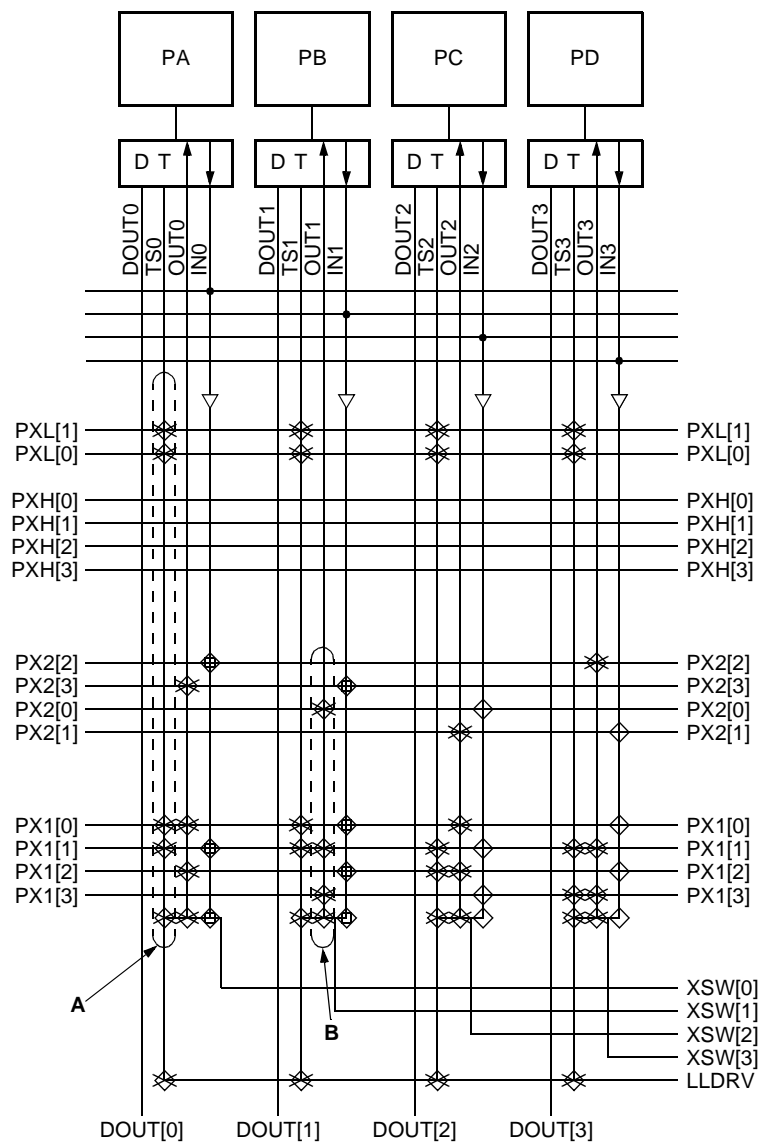 PA PB PC PD
D T D T D T D T
DOUT0 TS0 OUT0 IN0 DOUT1 TS1 OUT1 IN1 DOUT2 TS2 OUT2 IN2 DOUT3 TS3 OUT3 IN3
PXL[1] PXL[1]
PXL[0] PXL[0]
PXH[0] PXH[0]
PXH[1] PXH[1]
PXH[2] PXH[2]
PXH[3] PXH[3]
PX2[2] PX2[2]
PX2[3] PX2[3]
PX2[0] PX2[0]
PX2[1] PX2[1]
PX1[0] PX1[0]
PX1[1] PX1[1]
PX1[2] PX1[2]
PX1[3] PX1[3]
XSW[0]
A
XSW[1]
B
XSW[2]
XSW[3]
LLDRV
DOUT[0] DOUT[1] DOUT[2] DOUT[3]